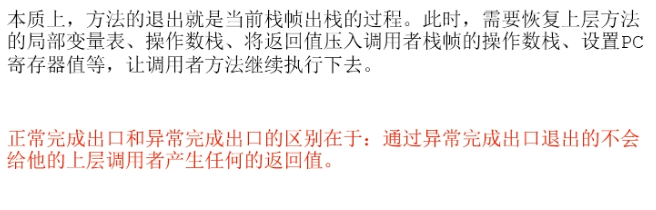 本质上，方法的退出就是当前栈帧出栈的过程。此时，需要恢复上层方法
的局部变量表、操作数栈、将返回值压入调用者栈帧的操作数栈、设置PC
寄存器值等，让调用者方法继续执行下去。
正常完成出口和异常完成出口的区别在于：通过异常完成出口退出的不会
给他的上层调用者产生任何的返回值。